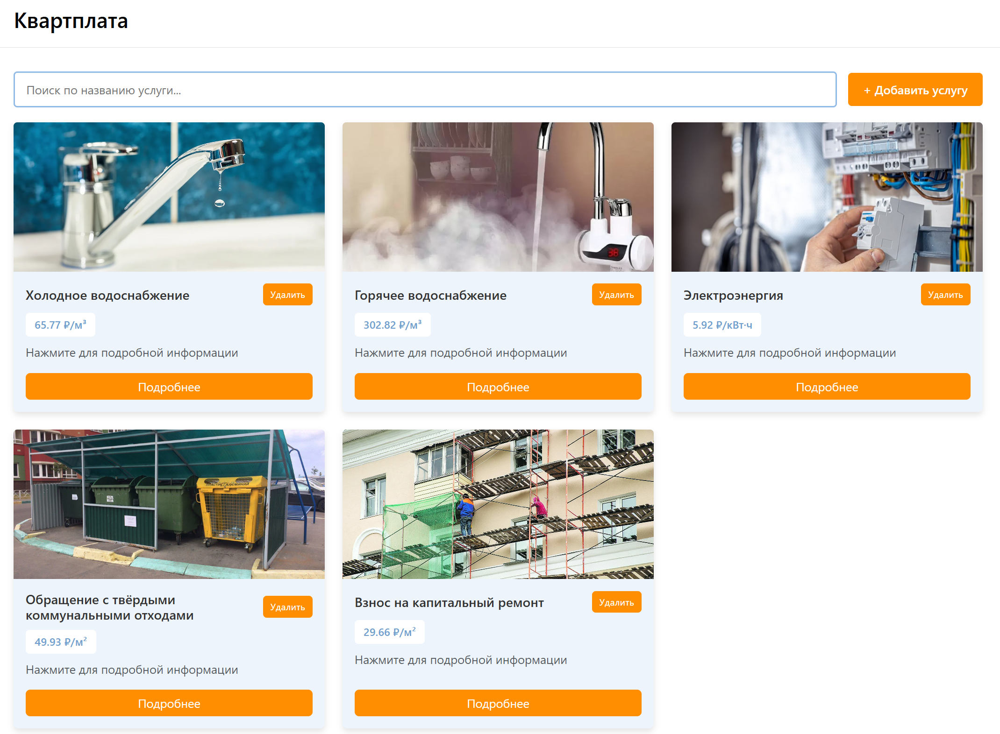 Квартплата
Поиск по названию услуги...
+ Добавить услугу
38
Холодное водоснабжение
Удалить
65.77 ₽/м³
Нажмите для подробной информации
Подробнее
Горячее водоснабжение
Удалить
302.82 ₽/м³
Нажмите для подробной информации
Подробнее
Электроэнергия
Удалить
5.92 ₽/кВт·ч
Нажмите для подробной информации
Подробнее
ПЛАСТИК АЛЮМИНИЙ
Обращение с твёрдыми
коммунальными отходами
Удалить
49.93 ₽/м²
Нажмите для подробной информации
Подробнее
Взнос на капитальный ремонт
Удалить
29.66 ₽/м²
Нажмите для подробной информации
Подробнее